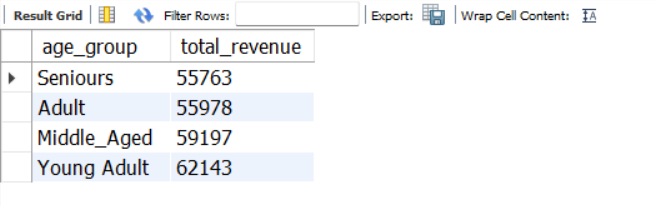 Result Grid Filter Rows: Export: Wrap Cell Content:
age_group total_revenue
Seniours 55763
Adult 55978
Middle_Aged 59197
Young Adult 62143